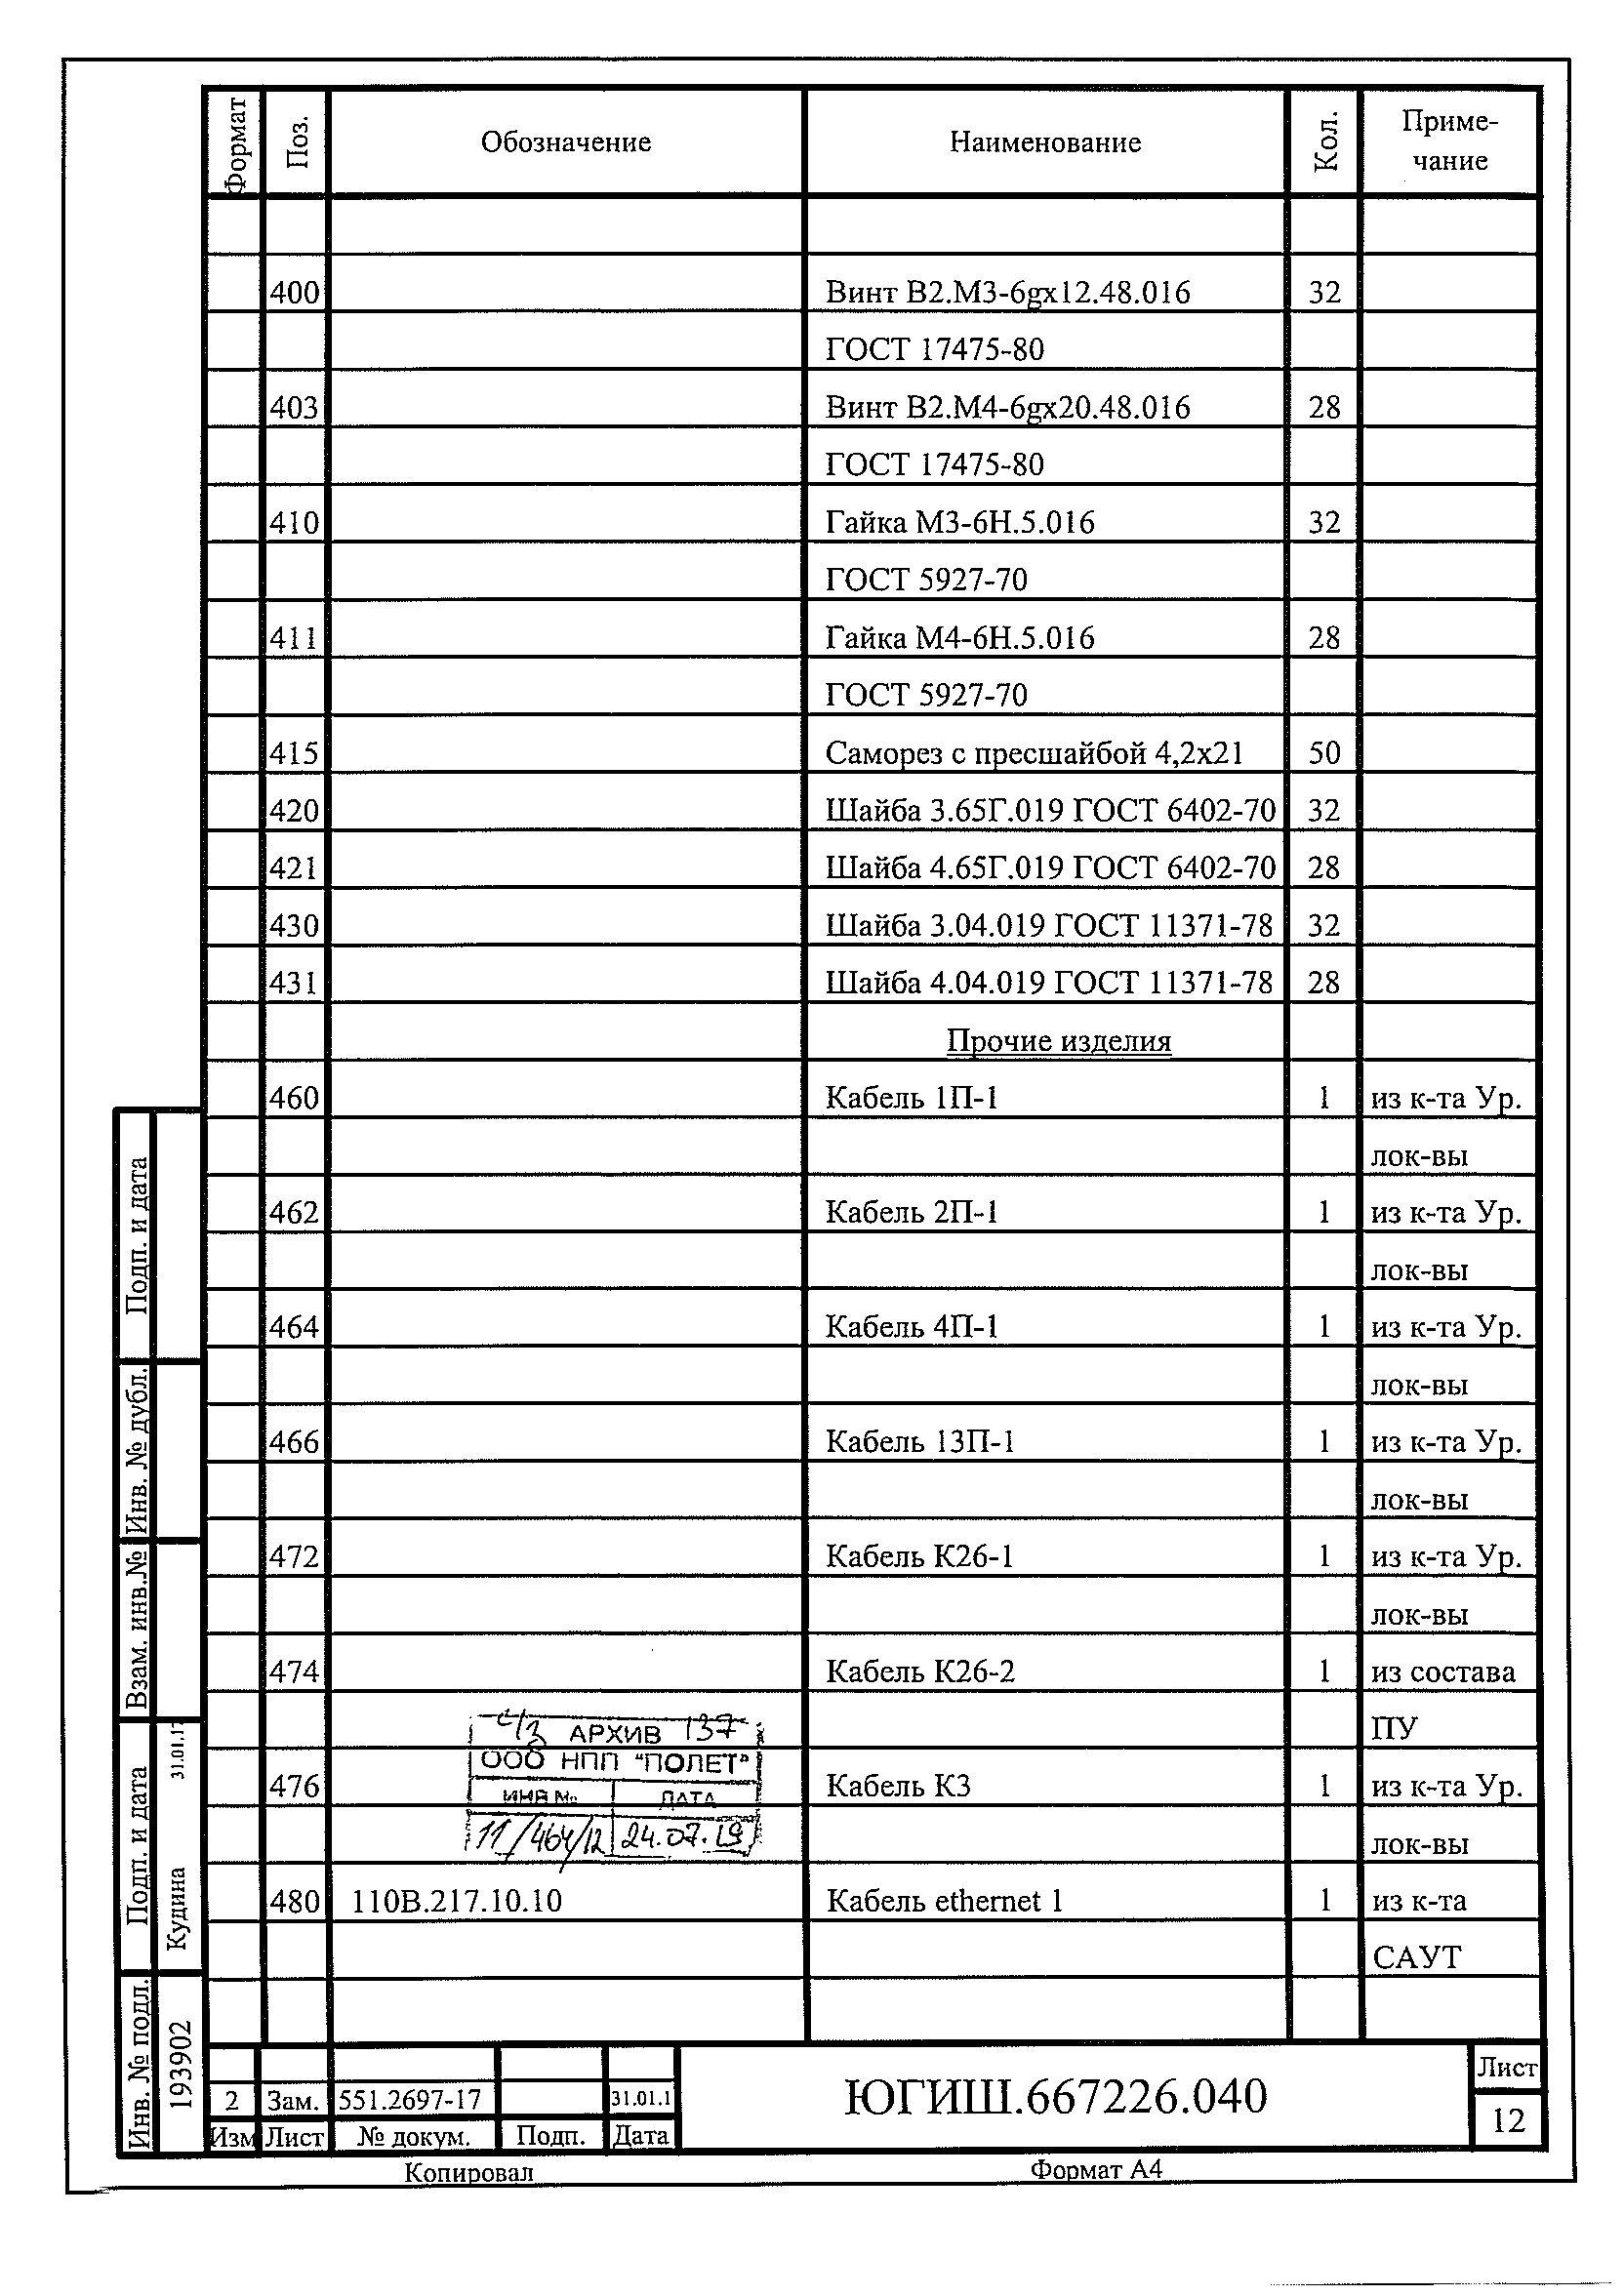 Формат Поз. Обозначение Наименование Кол. Приме-
чание
400 Винт В2.М3-6gх12.48.016 32
ГОСТ 17475-80
403 Винт В2.М4-6gх20.48.016 28
ГОСТ 17475-80
410 Гайка М3-6Н.5.016 32
ГОСТ 5927-70
411 Гайка М4-6Н.5.016 28
ГОСТ 5927-70
415 Саморез с пресшайбой 4,2х21 50
420 Шайба 3.65Г.019 ГОСТ 6402-70 32
421 Шайба 4.65Г.019 ГОСТ 6402-70 28
430 Шайба 3.04.019 ГОСТ 11371-78 32
431 Шайба 4.04.019 ГОСТ 11371-78 28
Прочие изделия
460 Кабель 1П-1 1 из к-та Ур.
лок-вы
462 Кабель 2П-1 1 из к-та Ур.
лок-вы
464 Кабель 4П-1 1 из к-та Ур.
лок-вы
466 Кабель 13П-1 1 из к-та Ур.
лок-вы
472 Кабель К26-1 1 из к-та Ур.
лок-вы
474 Кабель К26-2 1 из состава
ПУ
476 Кабель К3 1 из к-та Ур.
лок-вы
480 110В.217.10.10 Кабель ethernet 1 1 из к-та
САУТ
АРХИВ 137
ООО НПП "ПОЛЕТ"
ИНВ № ДАТА
11/464/12 24.07.19
Подп. и дата
Инв. № дубл.
Взам. инв.№
Подп. и дата Кудина 31.01.17
Инв. № подл. 193902
2 Зам. 551.2697-17 31.01.1
Изм Лист № докум. Подп. Дата
ЮГИШ.667226.040
Лист
12
Копировал Формат А4